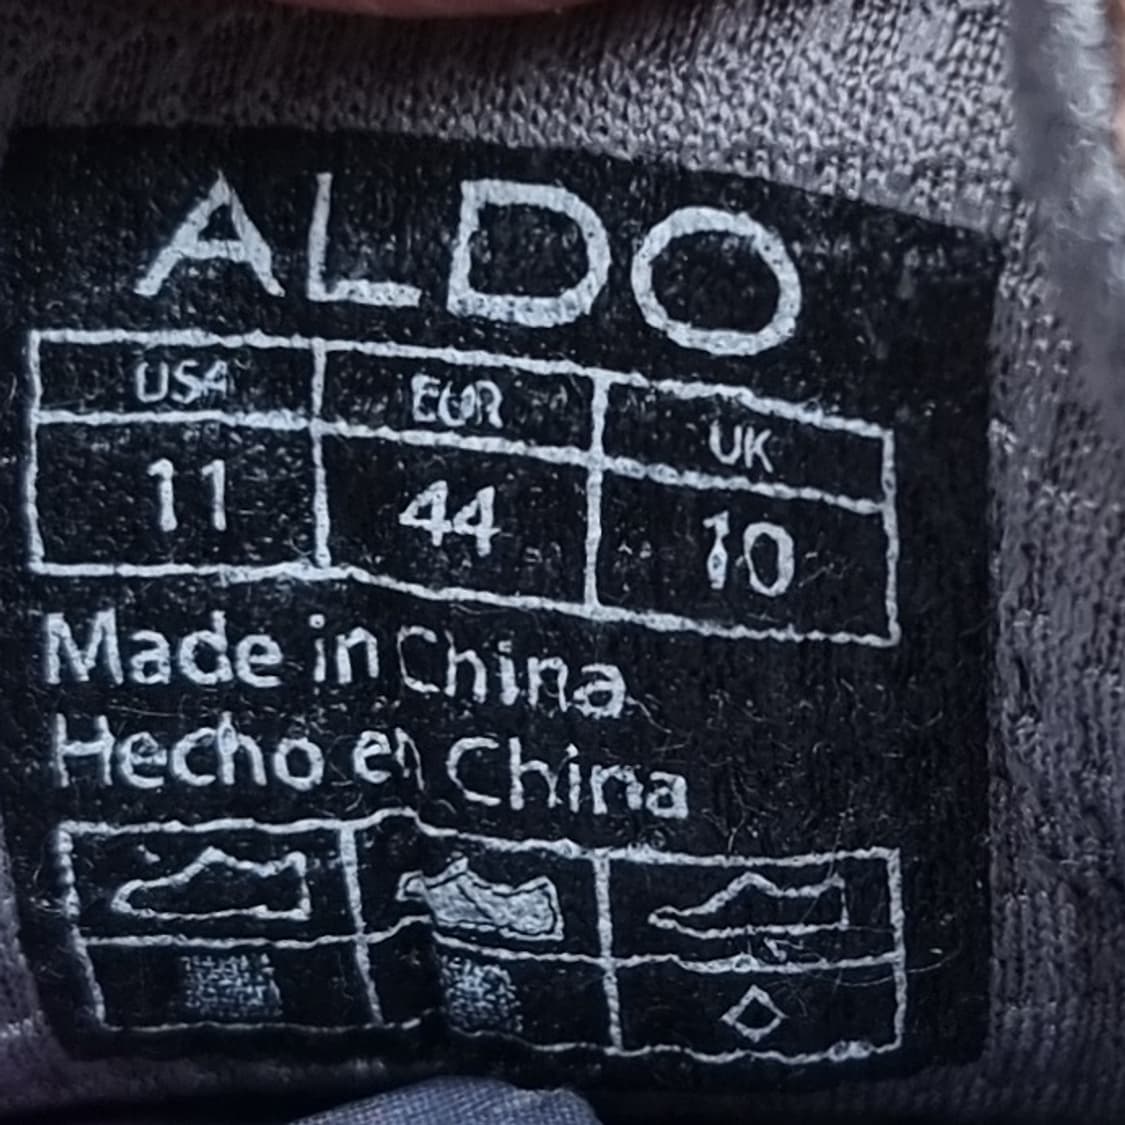 ALDO
USA EUR UK
11 44 10
Made in China
Hecho en China